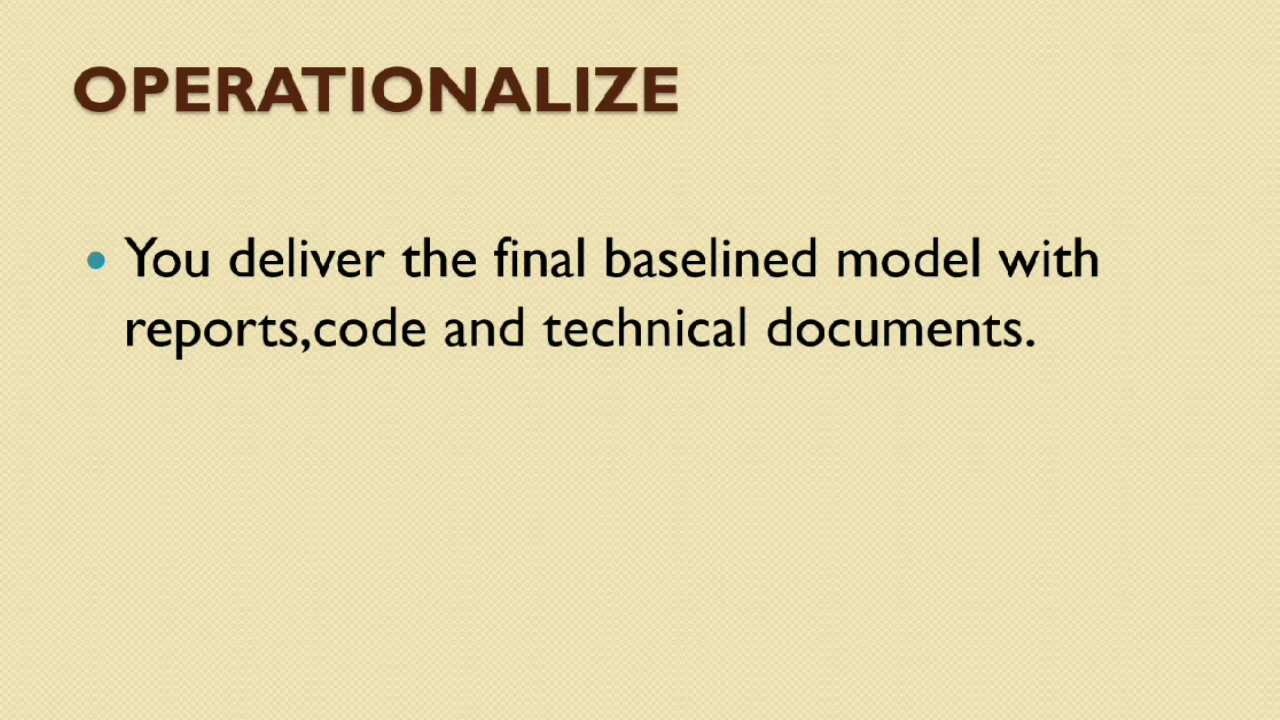 OPERATIONALIZE
You deliver the final baselined model with
reports,code and technical documents.